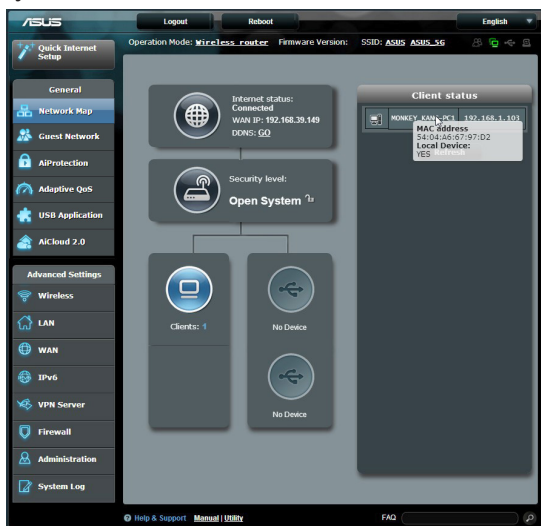 ASUS
Logout
Reboot
English
Quick Internet
Setup
Operation Mode: Wireless router Firmware Version: SSID: ASUS ASUS_5G
General
Network Map
Guest Network
AiProtection
Adaptive QoS
USB Application
AiCloud 2.0
Advanced Settings
Wireless
LAN
WAN
IPv6
VPN Server
Firewall
Administration
System Log
Internet status:
Connected
WAN IP: 192.168.39.149
DDNS: GO
Security level:
Open System
Clients: 1
No Device
No Device
Client status
PC1 192.168.1.103
MAC address
54:04:A6:67:97:D2
Local Device:
YES
Help & Support Manual | Utility
FAQ